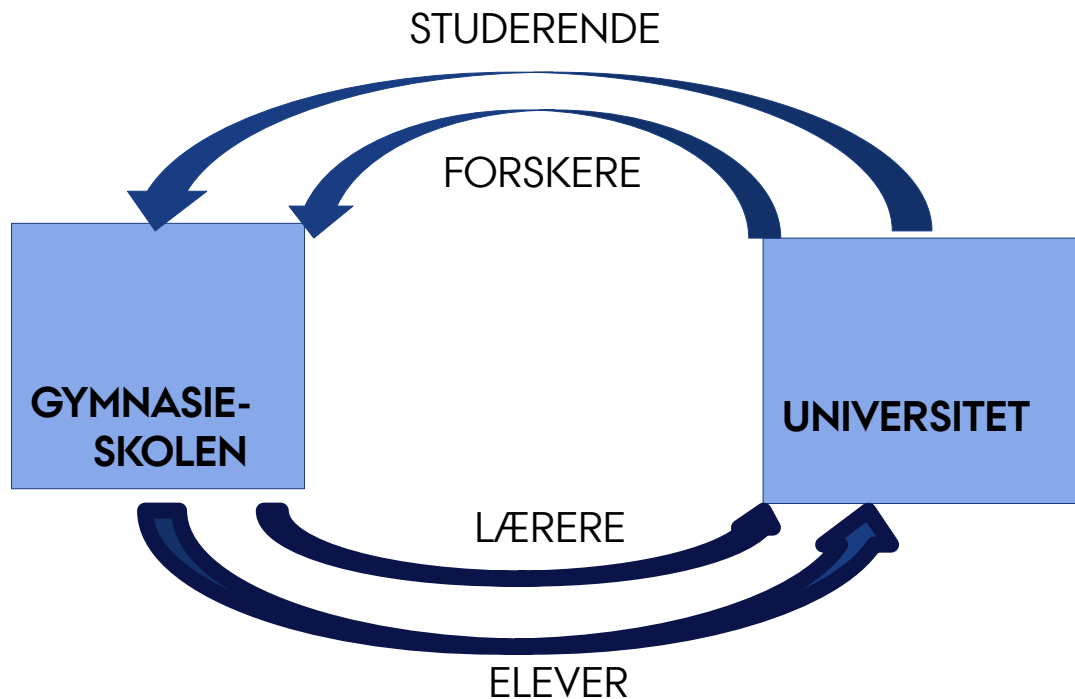 STUDERENDE
FORSKERE
GYMNASIE-
SKOLEN
UNIVERSITET
LÆRERE
ELEVER